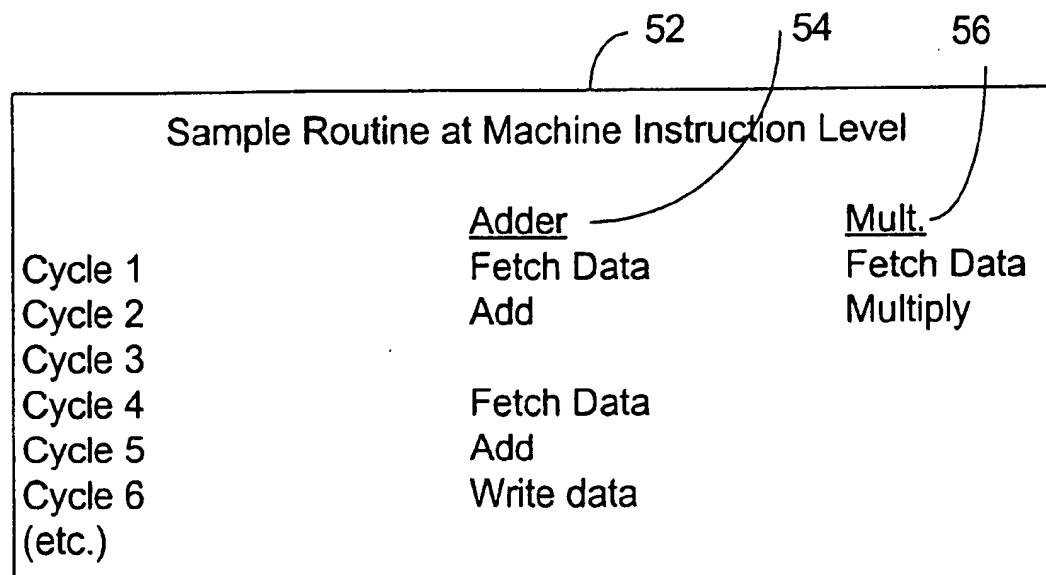 52 54 56
Sample Routine at Machine Instruction Level
Adder Mult.
Cycle 1 Fetch Data Fetch Data
Cycle 2 Add Multiply
Cycle 3
Cycle 4 Fetch Data
Cycle 5 Add
Cycle 6 Write data
(etc.)